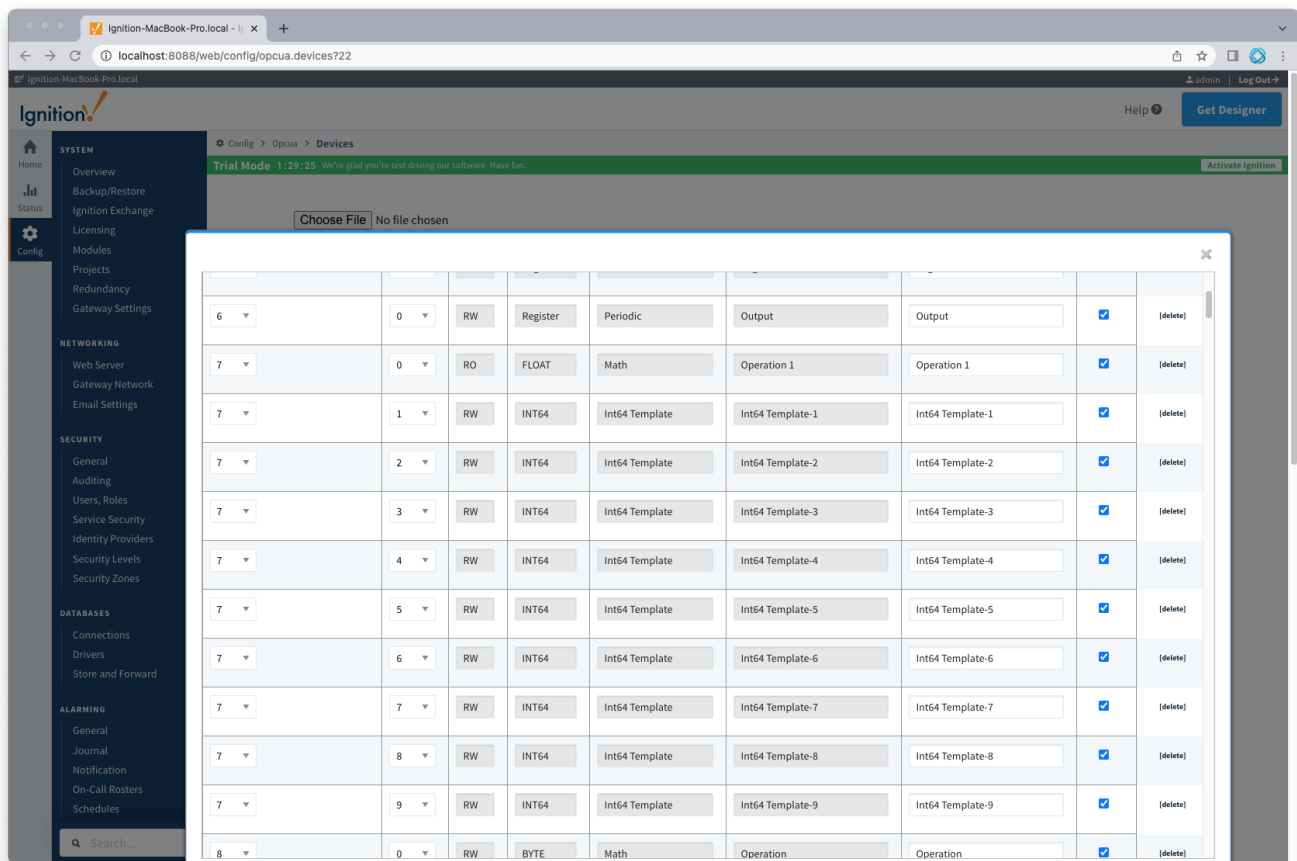 Ignition-MacBook-Pro.local - Ig
localhost:8088/web/config/opcua.devices?22
Ignition-MacBook-Pro.local
admin | Log Out
Ignition!
Help
Get Designer
Home
Status
Config
SYSTEM
Overview
Backup/Restore
Ignition Exchange
Licensing
Modules
Projects
Redundancy
Gateway Settings
NETWORKING
Web Server
Gateway Network
Email Settings
SECURITY
General
Auditing
Users, Roles
Service Security
Identity Providers
Security Levels
Security Zones
DATABASES
Connections
Drivers
Store and Forward
ALARMING
General
Journal
Notification
On-Call Rosters
Schedules
Search...
Config > Opcua > Devices
Trial Mode 1:29:25 We're glad you're test driving our software. Have fun.
Activate Ignition
Choose File No file chosen
6 0 RW Register Periodic Output Output [delete]
7 0 RO FLOAT Math Operation 1 Operation 1 [delete]
7 1 RW INT64 Int64 Template Int64 Template-1 Int64 Template-1 [delete]
7 2 RW INT64 Int64 Template Int64 Template-2 Int64 Template-2 [delete]
7 3 RW INT64 Int64 Template Int64 Template-3 Int64 Template-3 [delete]
7 4 RW INT64 Int64 Template Int64 Template-4 Int64 Template-4 [delete]
7 5 RW INT64 Int64 Template Int64 Template-5 Int64 Template-5 [delete]
7 6 RW INT64 Int64 Template Int64 Template-6 Int64 Template-6 [delete]
7 7 RW INT64 Int64 Template Int64 Template-7 Int64 Template-7 [delete]
7 8 RW INT64 Int64 Template Int64 Template-8 Int64 Template-8 [delete]
7 9 RW INT64 Int64 Template Int64 Template-9 Int64 Template-9 [delete]
8 0 RW BYTE Math Operation Operation [delete]